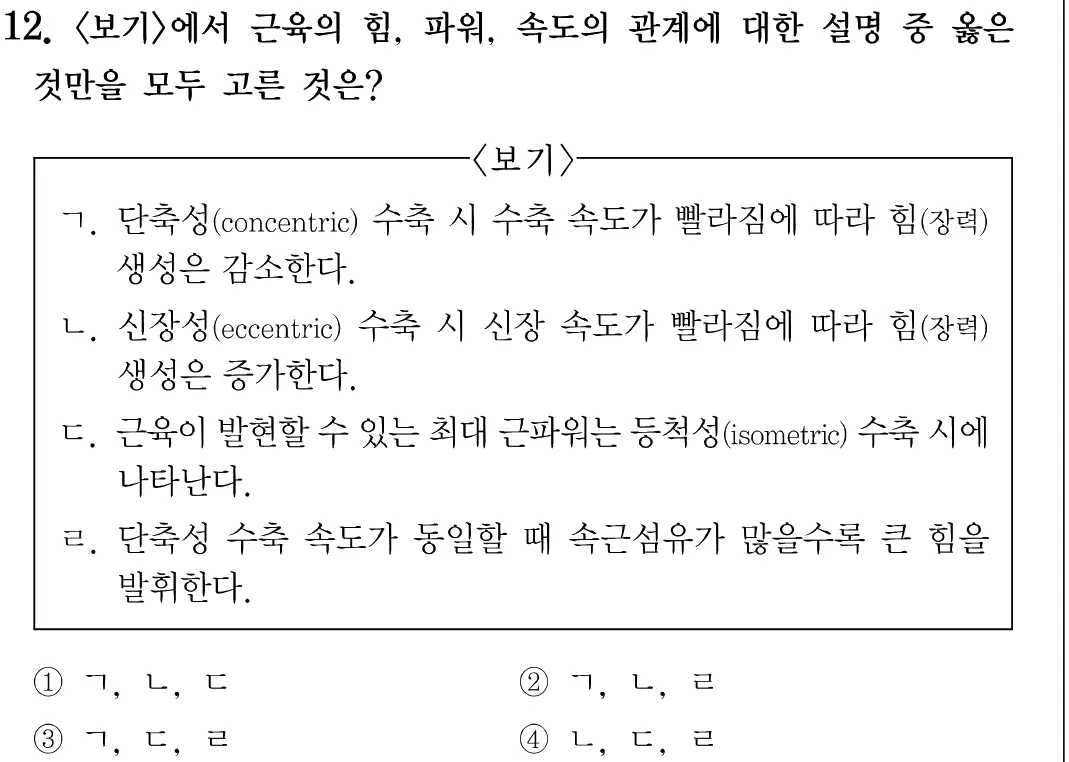 12. 〈보기〉에서 근육의 힘, 파워, 속도의 관계에 대한 설명 중 옳은
것만을 모두 고른 것은?
〈보기〉
ㄱ. 단축성(concentric) 수축 시 수축 속도가 빨라짐에 따라 힘(장력)
생성은 감소한다.
ㄴ. 신장성(eccentric) 수축 시 신장 속도가 빨라짐에 따라 힘(장력)
생성은 증가한다.
ㄷ. 근육이 발현할 수 있는 최대 근파워는 등척성(isometric) 수축 시에
나타난다.
ㄹ. 단축성 수축 속도가 동일할 때 속근섬유가 많을수록 큰 힘을
발휘한다.
① ㄱ, ㄴ, ㄷ ② ㄱ, ㄴ, ㄹ
③ ㄱ, ㄷ, ㄹ ④ ㄴ, ㄷ, ㄹ